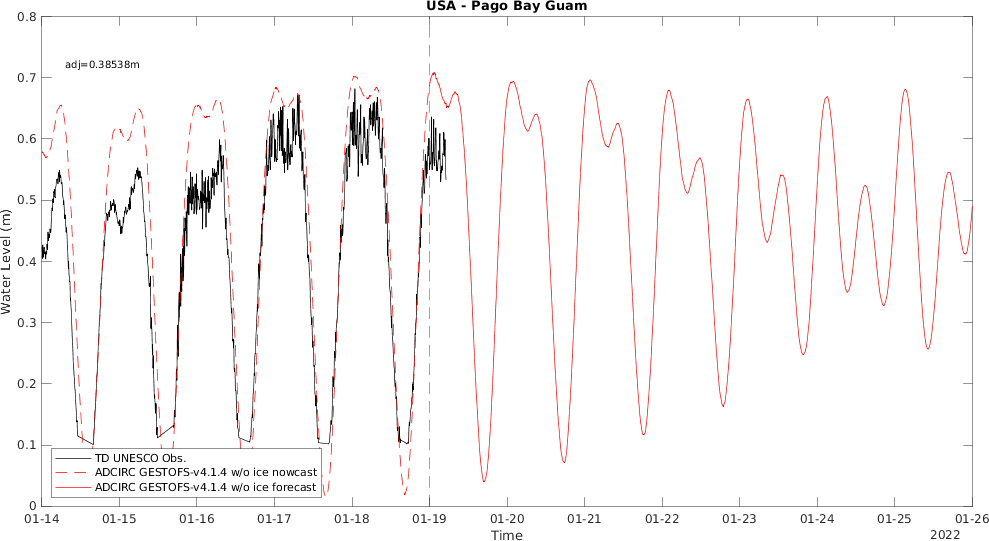 USA - Pago Bay Guam
adj=0.38538m
Water Level (m)
0.8
0.7
0.6
0.5
0.4
0.3
0.2
0.1
0
TD UNESCO Obs.
ADCIRC GESTOFS-v4.1.4 w/o ice nowcast
ADCIRC GESTOFS-v4.1.4 w/o ice forecast
01-14 01-15 01-16 01-17 01-18 01-19 01-20 01-21 01-22 01-23 01-24 01-25 01-26
Time
2022